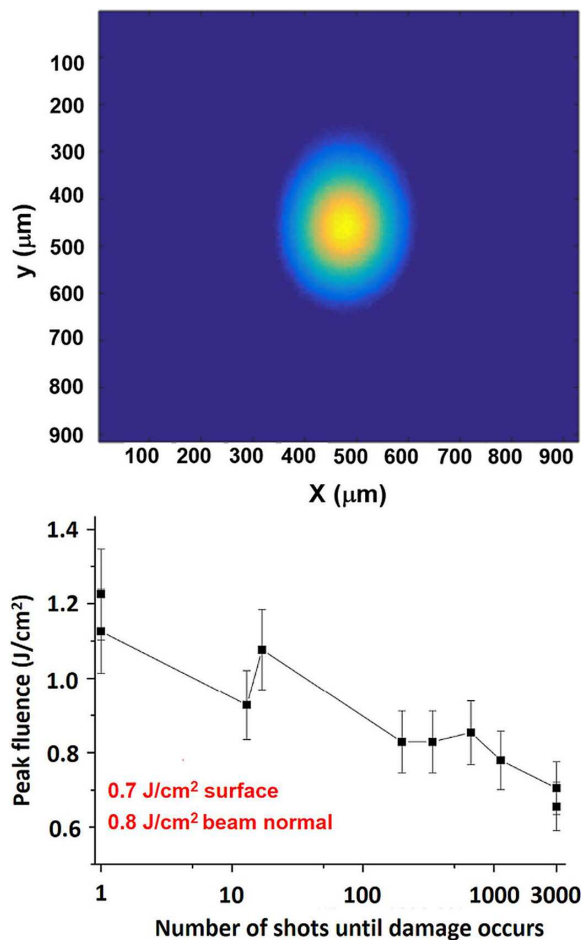 100
200
300
400
500
600
700
800
900
y (μm)
100 200 300 400 500 600 700 800 900
X (μm)
1.4
1.2
1.0
0.8
0.6
Peak fluence (J/cm²)
0.7 J/cm² surface
0.8 J/cm² beam normal
1 10 100 1000 3000
Number of shots until damage occurs